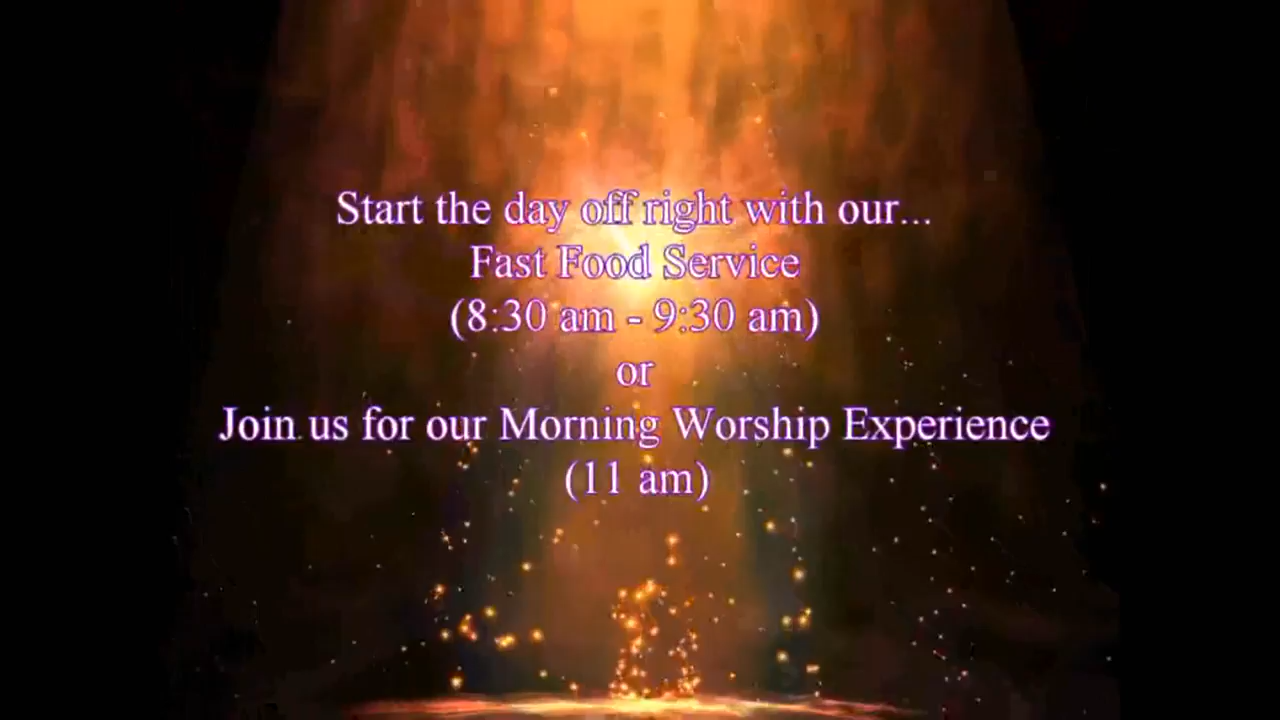 Start the day off right with our...
Fast Food Service
(8:30 am - 9:30 am)
or
Join us for our Morning Worship Experience
(11 am)